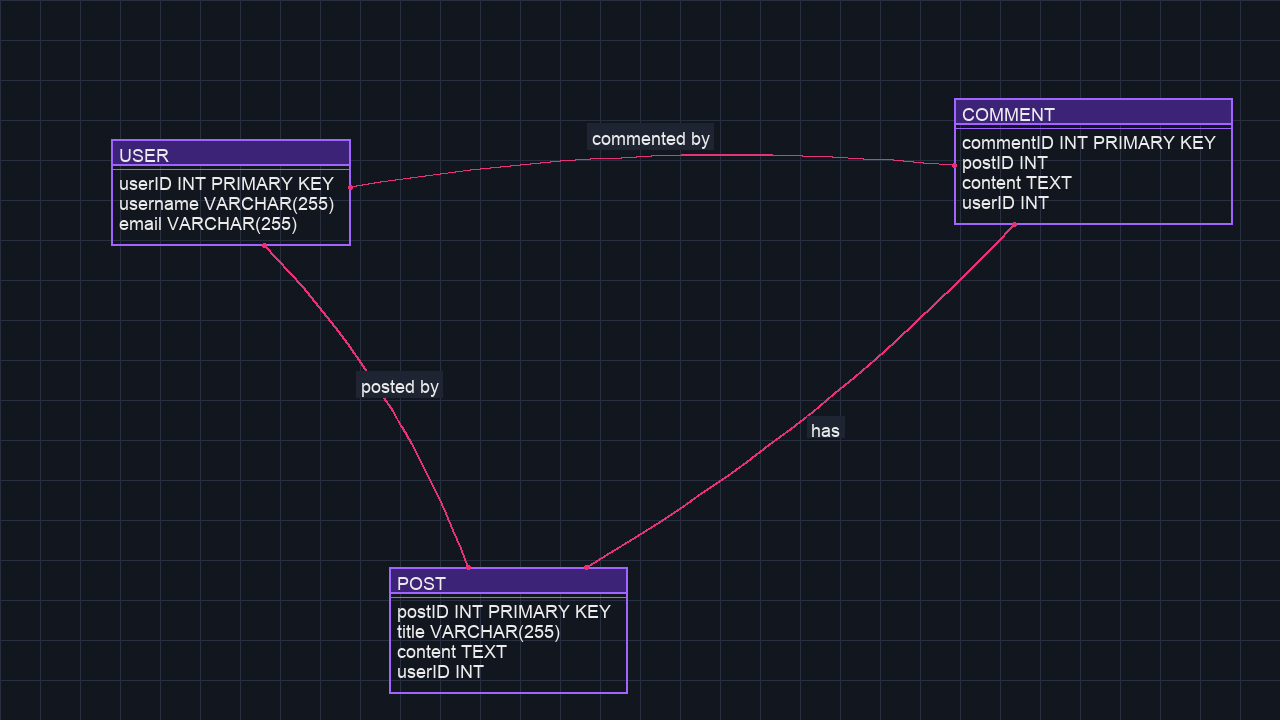 USER
userID INT PRIMARY KEY
username VARCHAR(255)
email VARCHAR(255)
commented by
COMMENT
commentID INT PRIMARY KEY
postID INT
content TEXT
userID INT
posted by
has
POST
postID INT PRIMARY KEY
title VARCHAR(255)
content TEXT
userID INT